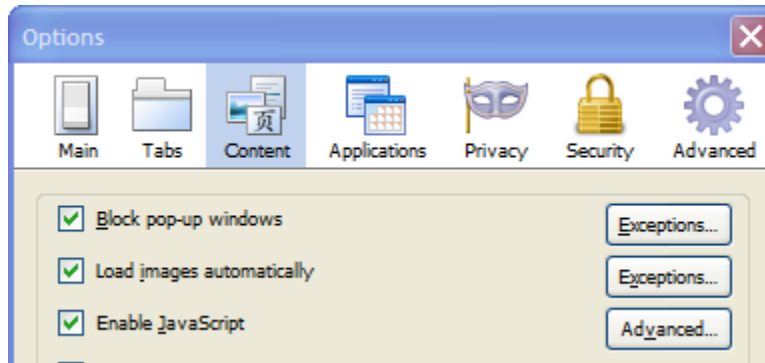 Options
Main Tabs Content Applications Privacy Security Advanced
页
Block pop-up windows Exceptions...
Load images automatically Exceptions...
Enable JavaScript Advanced...